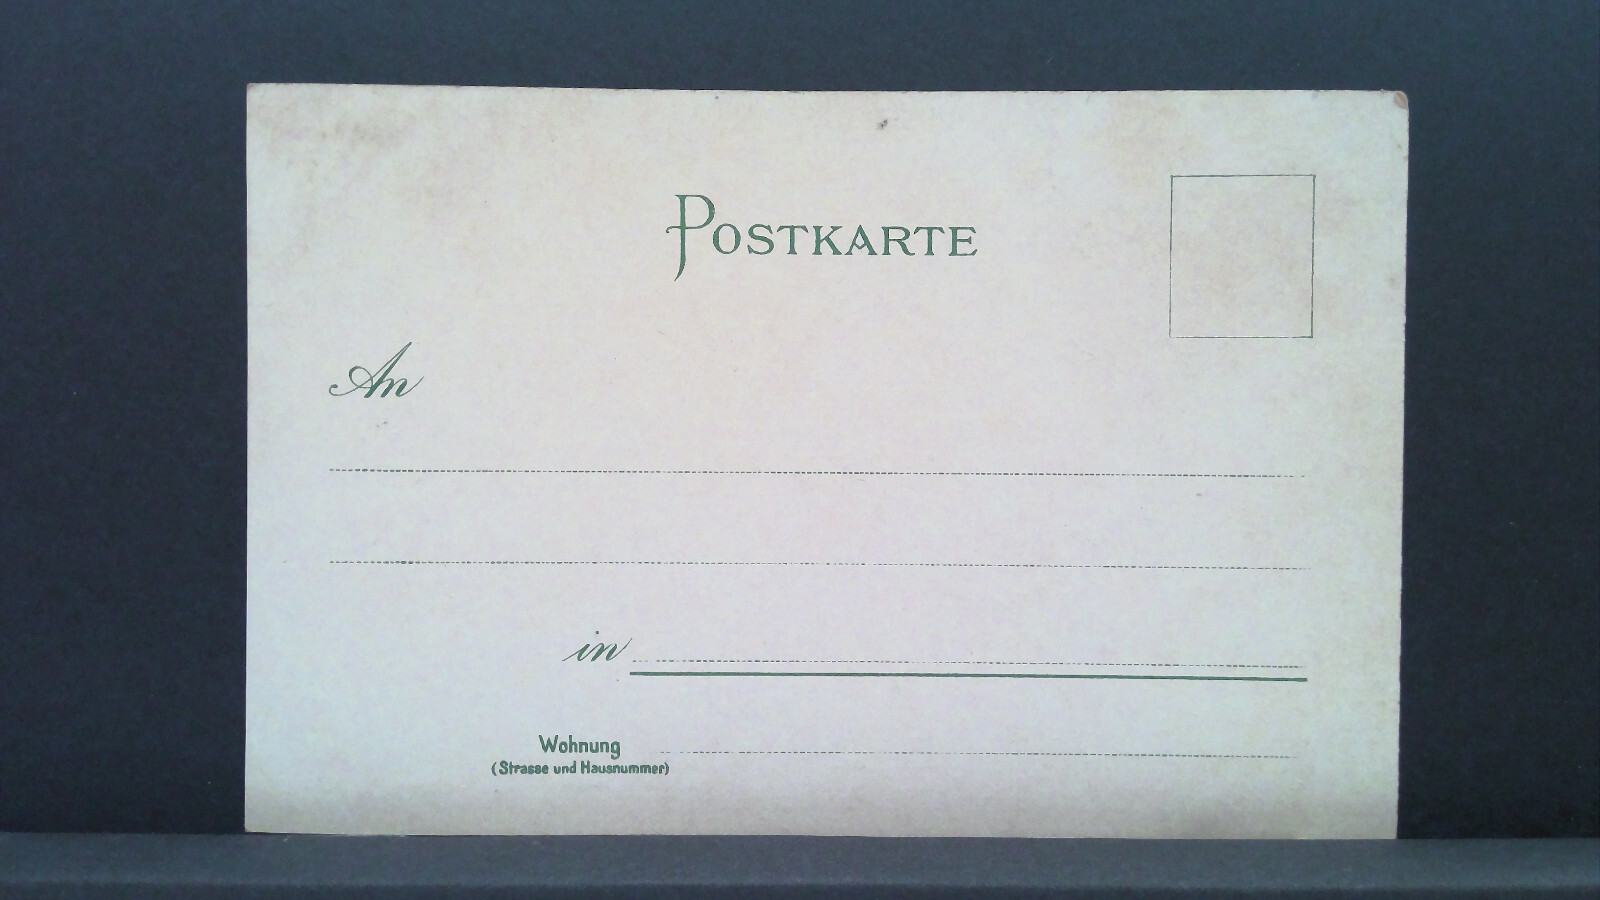 POSTKARTE
An
in
Wohnung
(Strasse und Hausnummer)